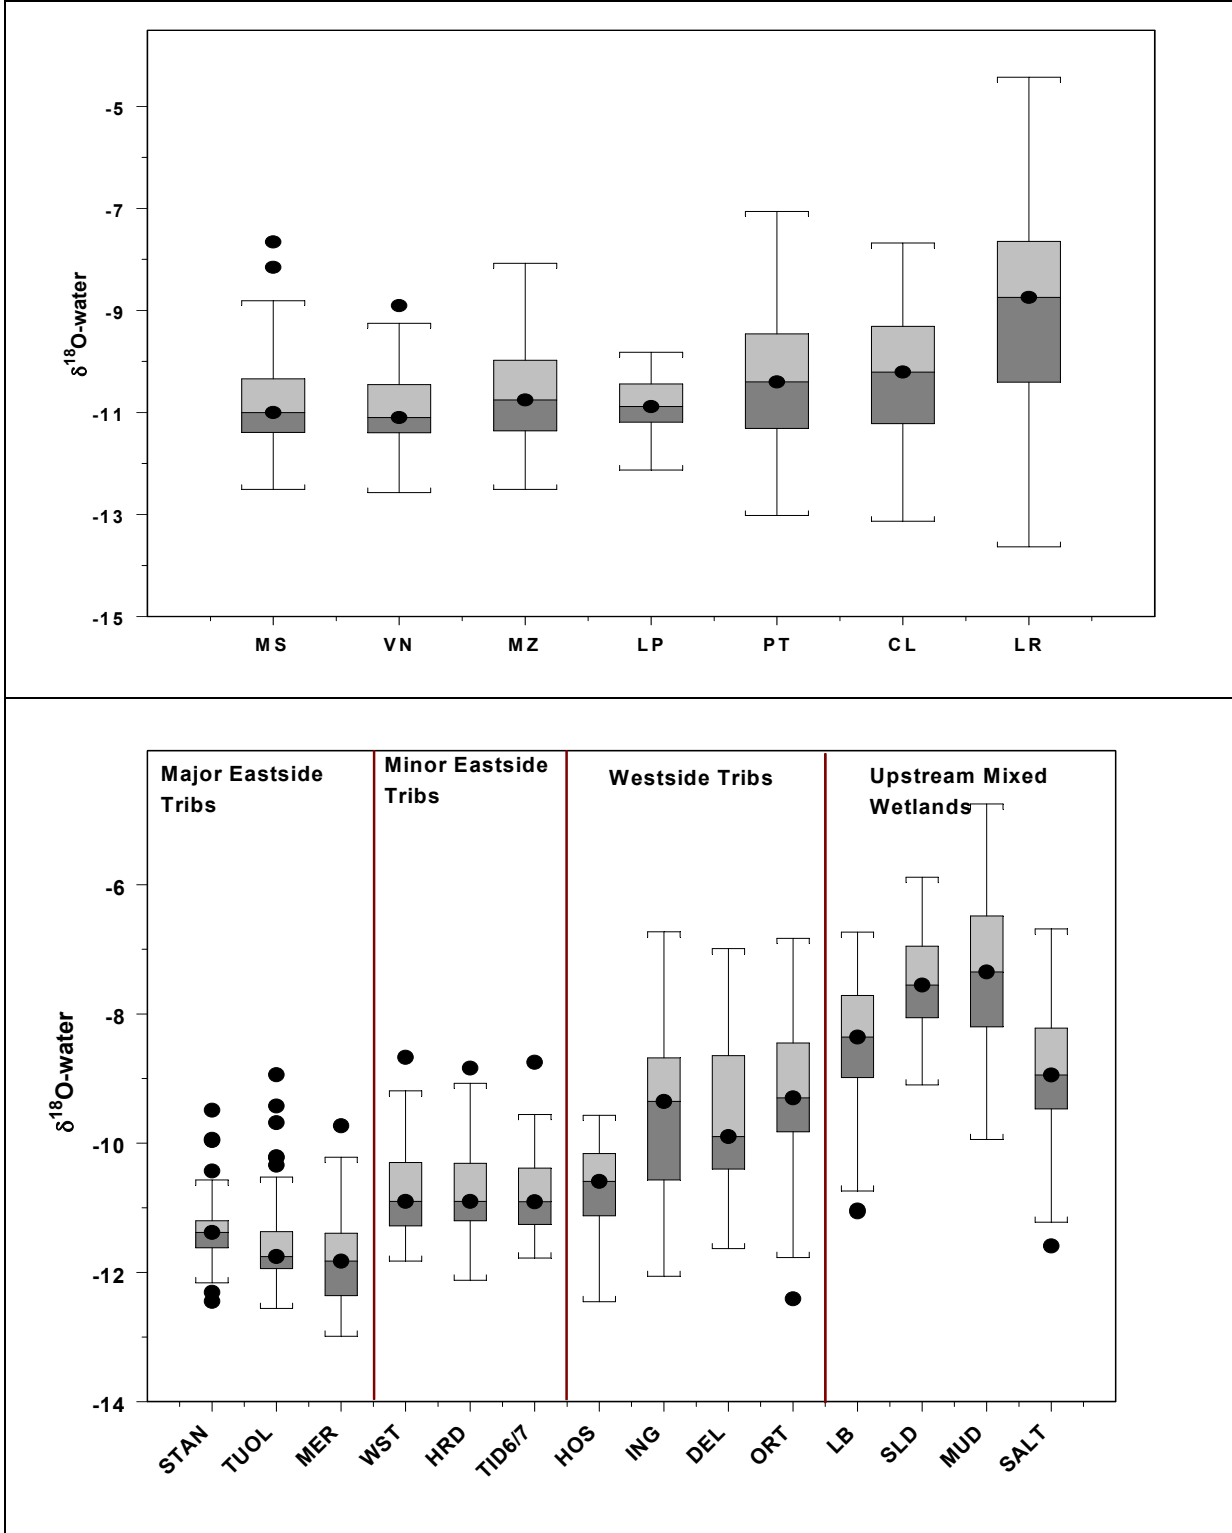 -5
-7
-9
-11
-13
-15
δ¹⁸O-water
MS VN MZ LP PT CL LR
Major Eastside
Tribs
Minor Eastside
Tribs
Westside Tribs
Upstream Mixed
Wetlands
-6
-8
-10
-12
-14
δ¹⁸O-water
STAN TUOL MER WST HRD TID6/7 HOS ING DEL ORT LB SLD MUD SALT